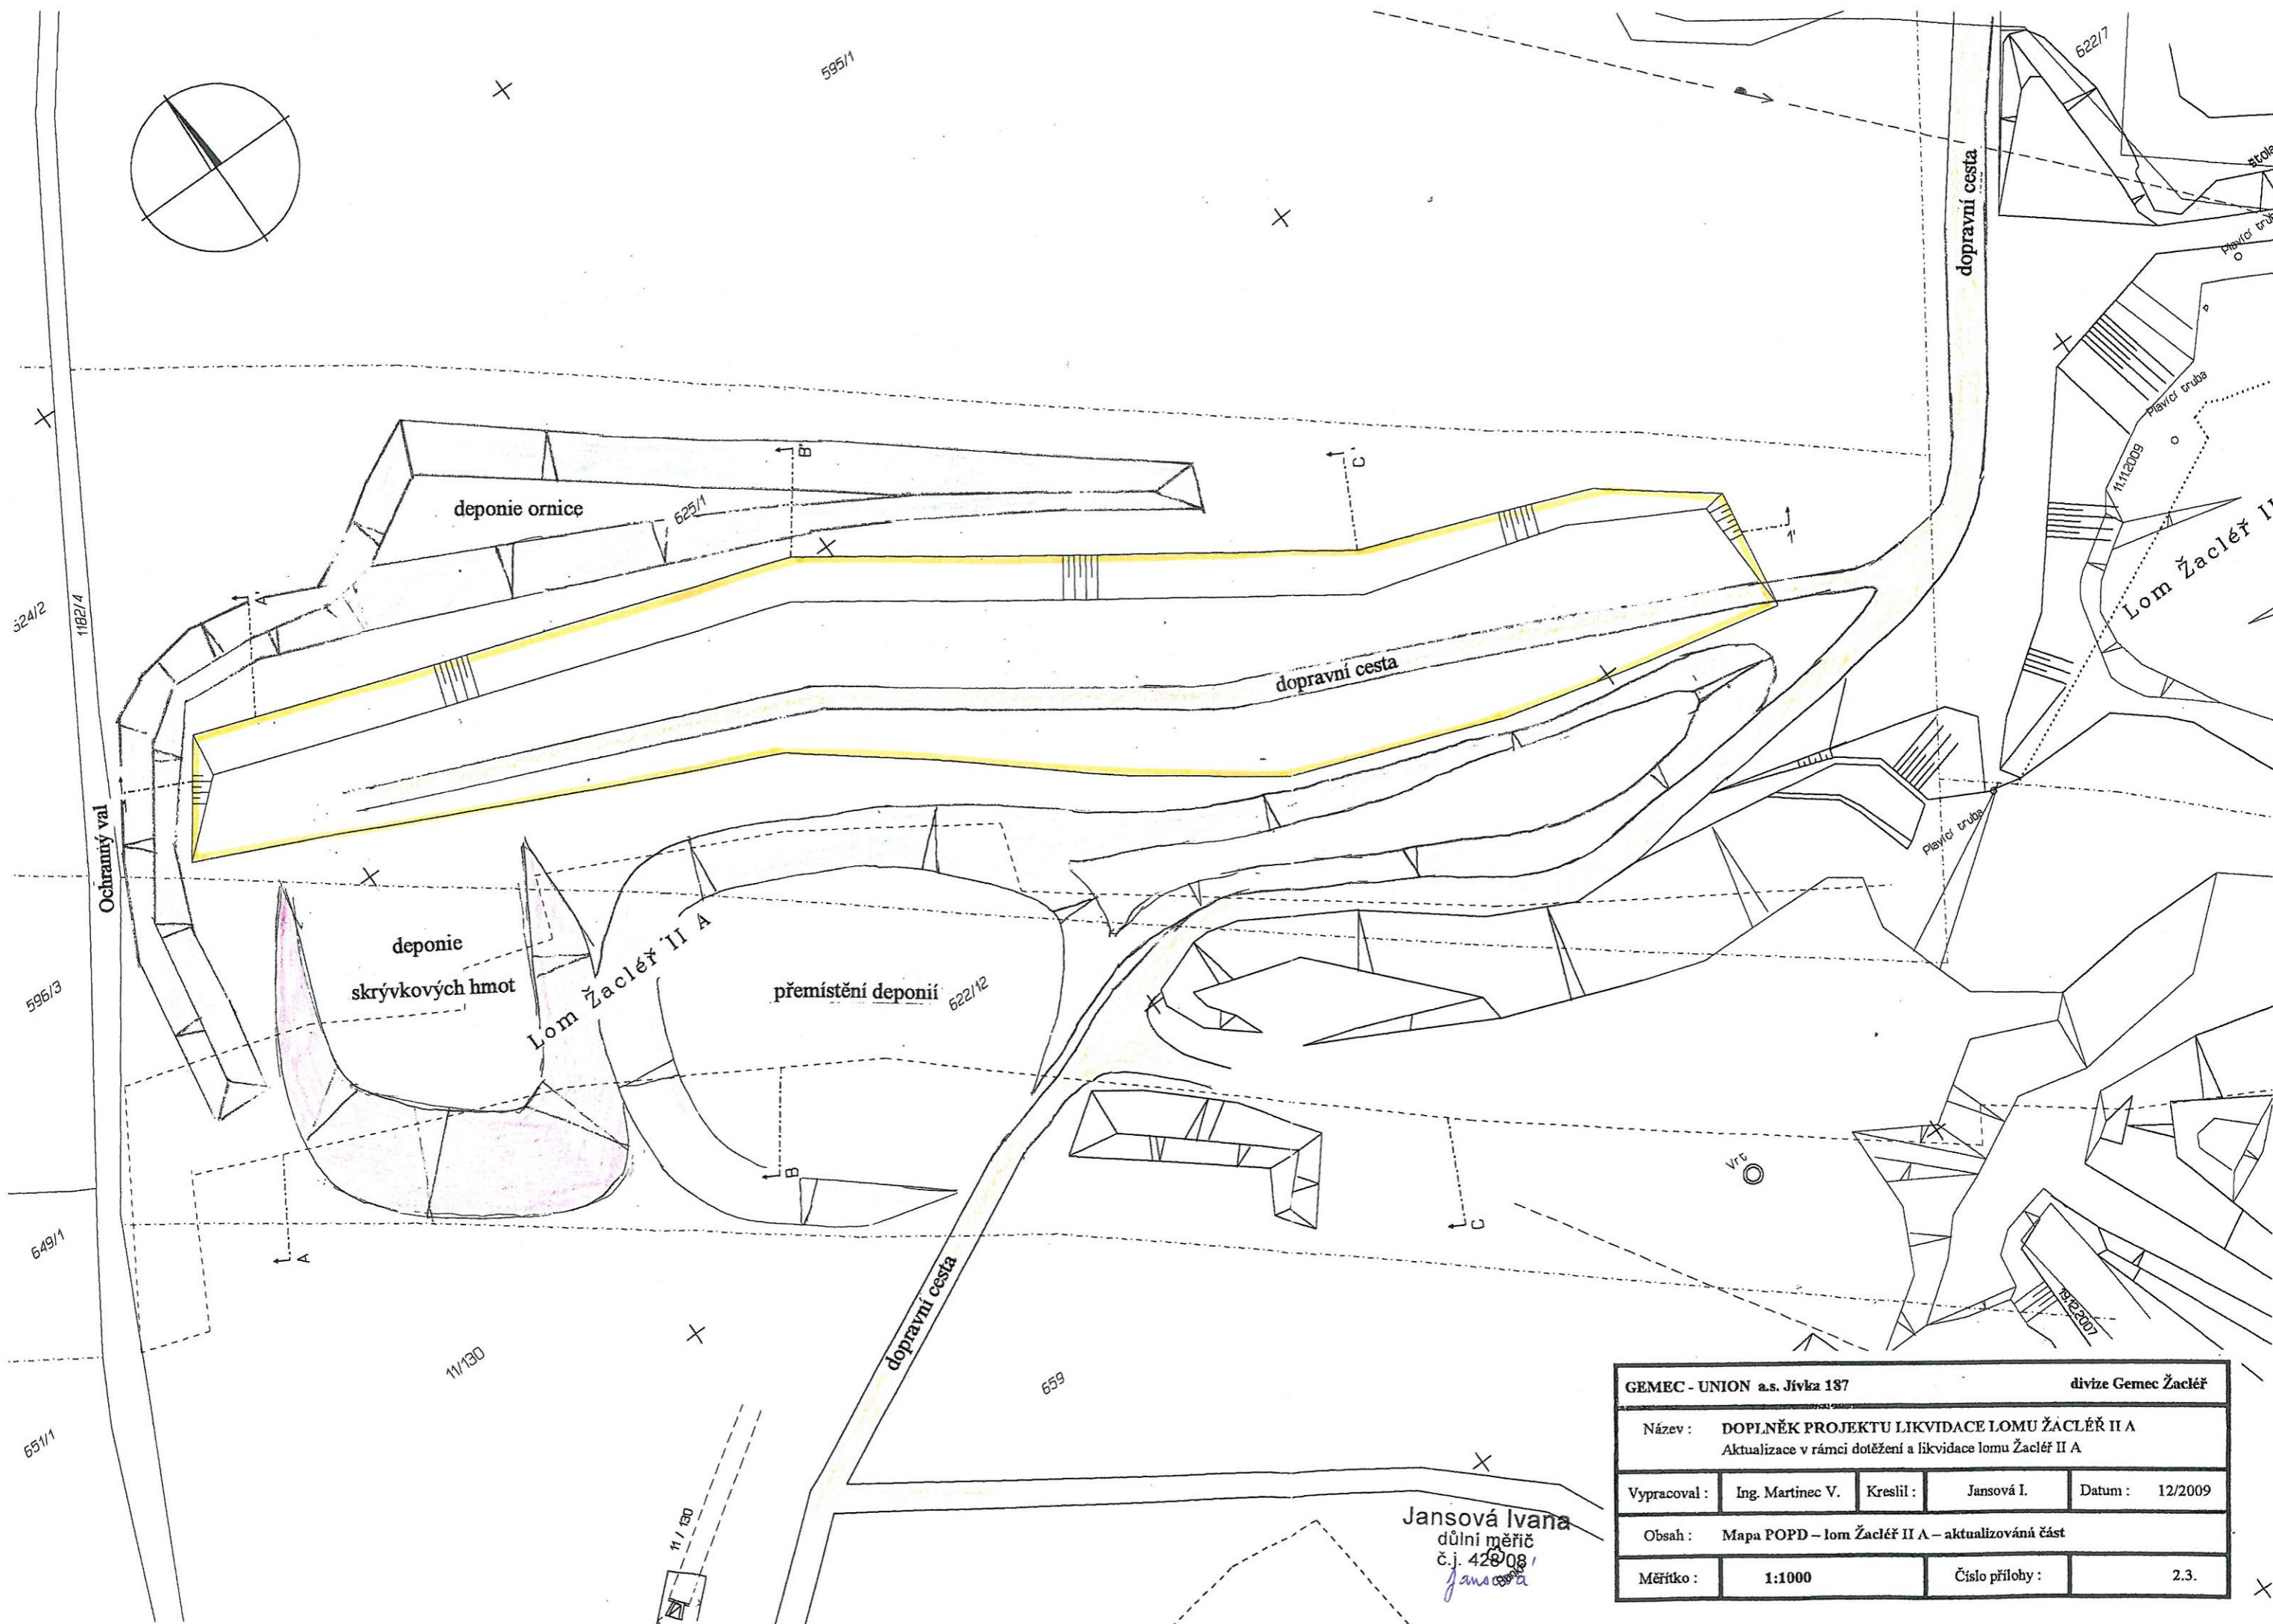 595/1
622/7
štola
dopravní cesta
Plavící trub
Plavící truba
11.11.2009
Lom Žacléř II
B'
C'
deponie ornice
625/1
1'
A'
524/2
1182/4
dopravní cesta
Ochranný val
Plavící truba
deponie
skrývkových hmot
Lom Žacléř II A
přemístění deponií
622/12
596/3
B
Vrt
C
A
649/1
19.12.2007
dopravní cesta
11/130
659
651/1
11 / 130
Jansová Ivana
důlní měřič
č.j. 428/08
Jansová
GEMEC - UNION a.s. Jívka 187 divize Gemec Žacléř
Název : DOPLNĚK PROJEKTU LIKVIDACE LOMU ŽACLÉŘ II A
Aktualizace v rámci dotěžení a likvidace lomu Žacléř II A
Vypracoval : Ing. Martinec V. Kreslil : Jansová I. Datum : 12/2009
Obsah : Mapa POPD – lom Žacléř II A – aktualizováná část
Měřítko : 1:1000 Číslo přílohy : 2.3.